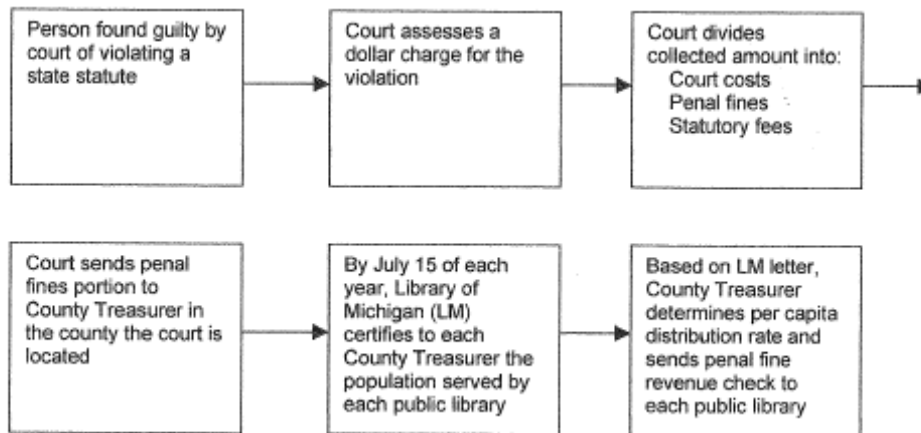 Person found guilty by
court of violating a
state statute
Court assesses a
dollar charge for the
violation
Court divides
collected amount into:
Court costs
Penal fines
Statutory fees
Court sends penal
fines portion to
County Treasurer in
the county the court is
located
By July 15 of each
year, Library of
Michigan (LM)
certifies to each
County Treasurer the
population served by
each public library
Based on LM letter,
County Treasurer
determines per capita
distribution rate and
sends penal fine
revenue check to
each public library